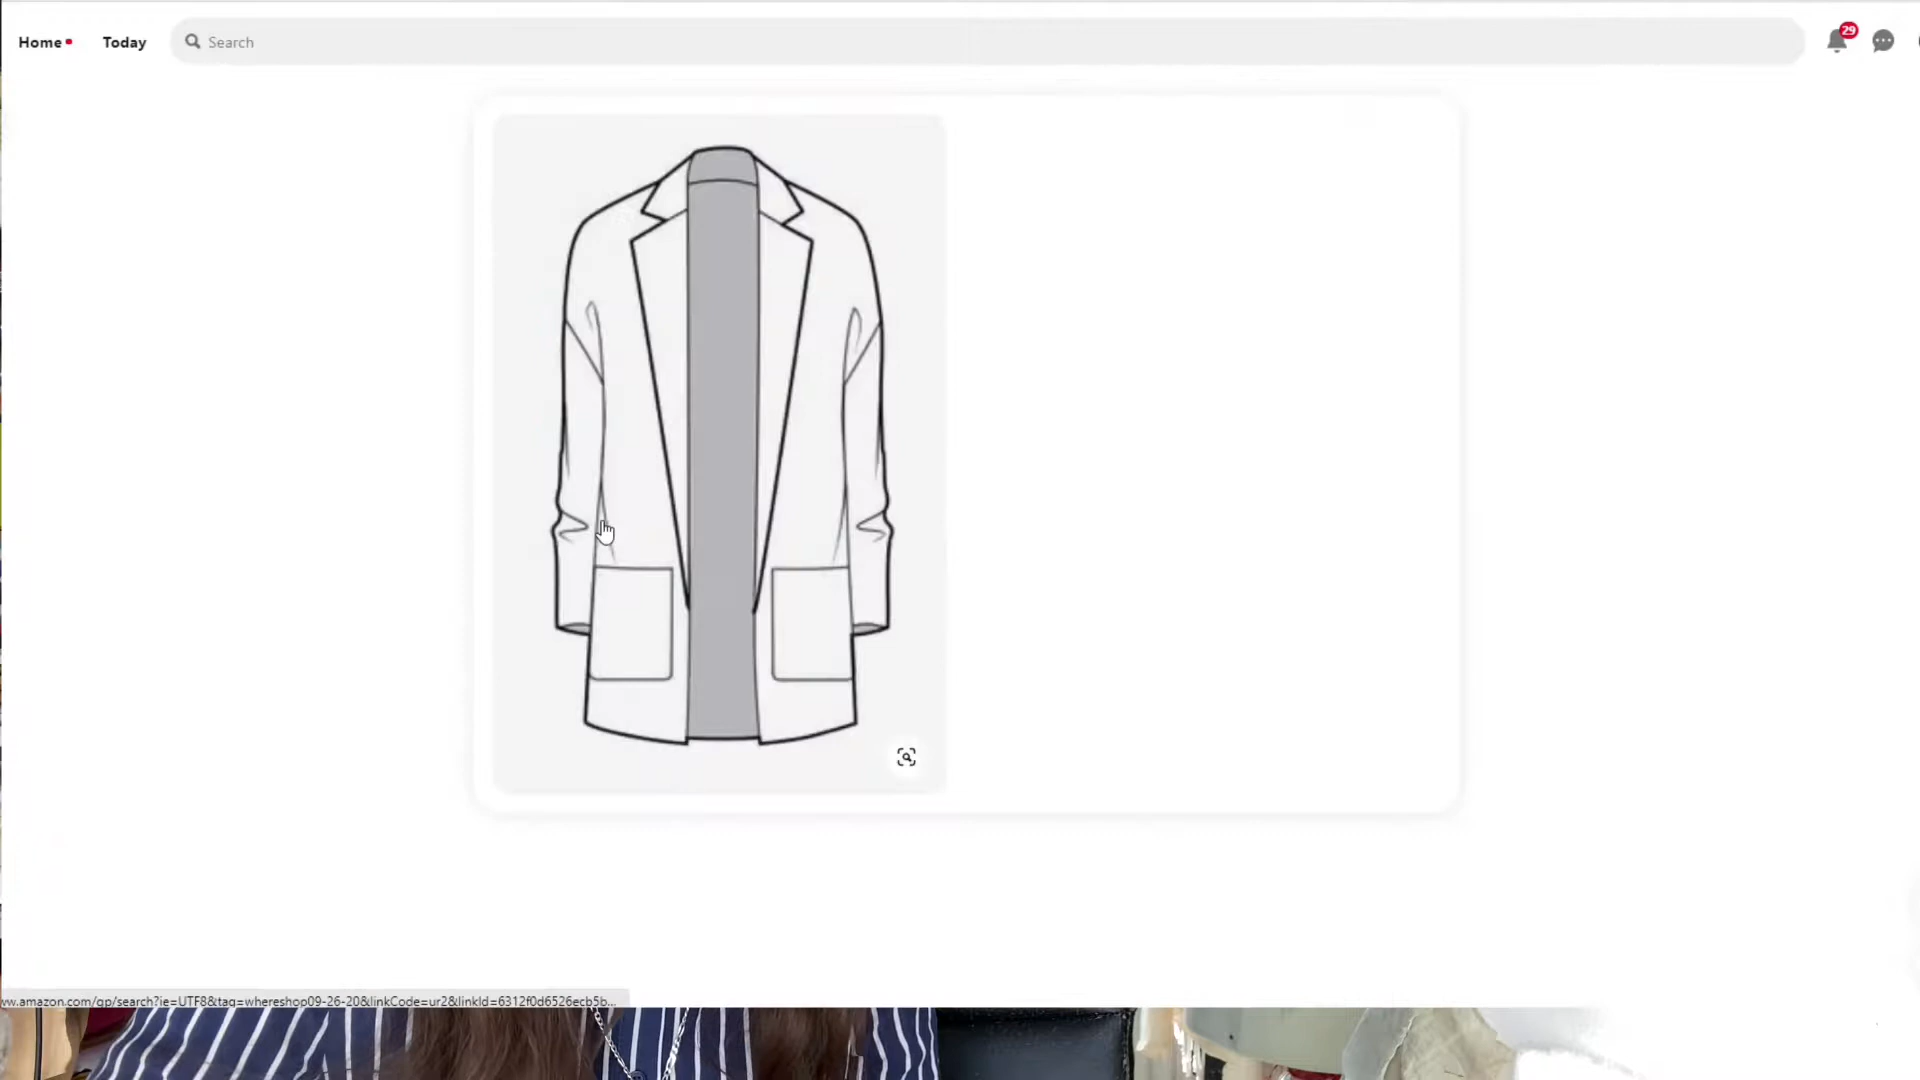 Home
Today
Search
29
ww.amazon.com/gp/search?ie=UTF8&tag=whereshop09-26-20&linkCode=ur2&linkId=6312f0d6526ecb5b...